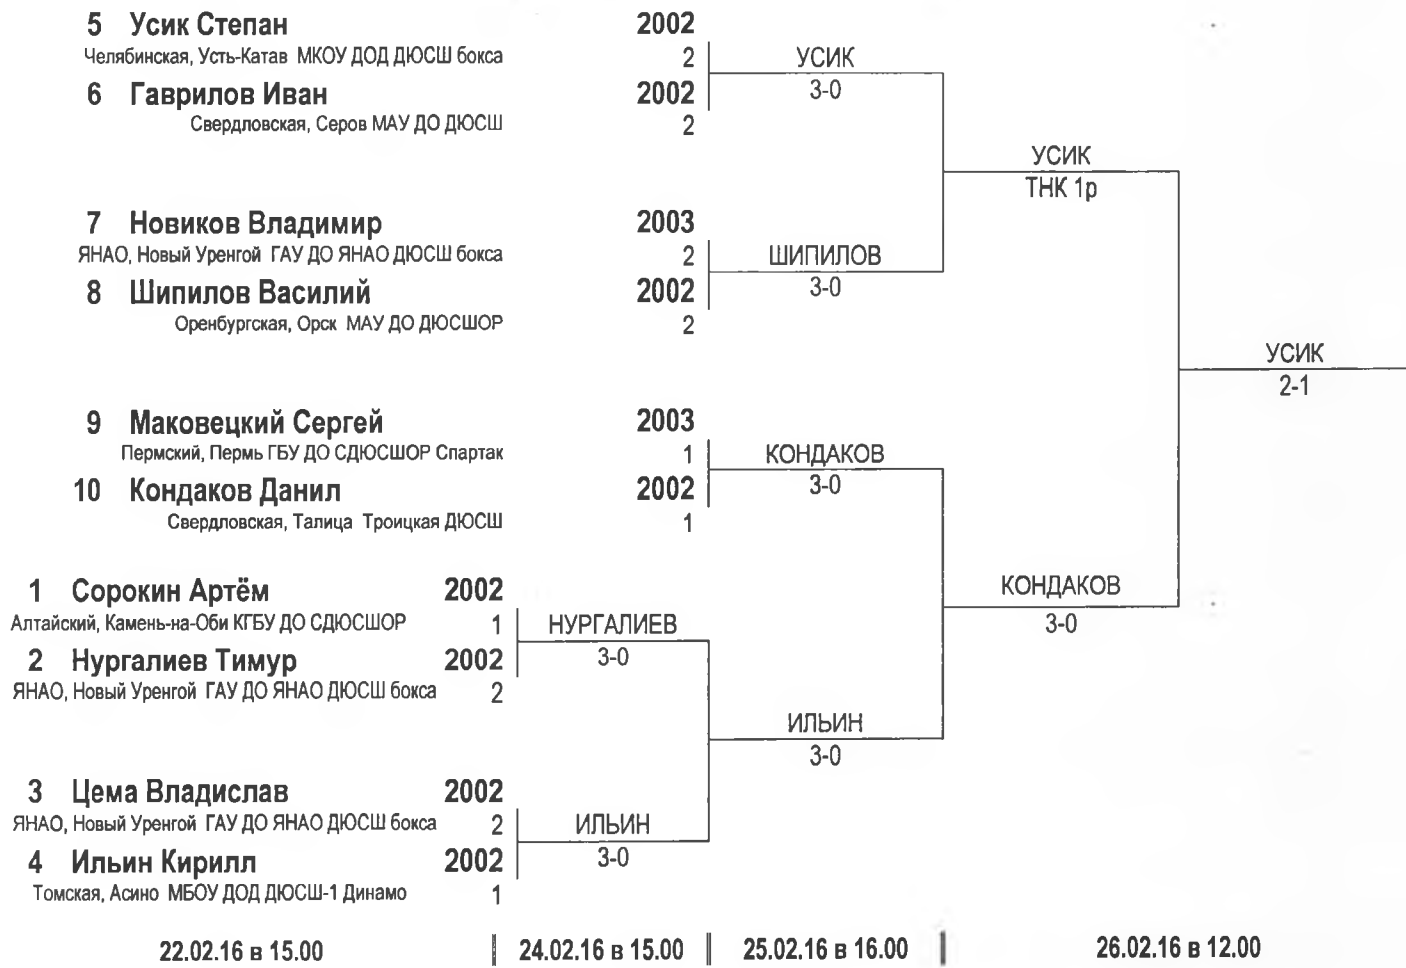 5 Усик Степан 2002
Челябинская, Усть-Катав МКОУ ДОД ДЮСШ бокса 2
УСИК
6 Гаврилов Иван 2002
3-0
Свердловская, Серов МАУ ДО ДЮСШ 2
УСИК
ТНК 1р
7 Новиков Владимир 2003
ЯНАО, Новый Уренгой ГАУ ДО ЯНАО ДЮСШ бокса 2
ШИПИЛОВ
8 Шипилов Василий 2002
3-0
Оренбургская, Орск МАУ ДО ДЮСШОР 2
УСИК
2-1
9 Маковецкий Сергей 2003
Пермский, Пермь ГБУ ДО СДЮСШОР Спартак 1
КОНДАКОВ
10 Кондаков Данил 2002
3-0
Свердловская, Талица Троицкая ДЮСШ 1
1 Сорокин Артём 2002
КОНДАКОВ
3-0
Алтайский, Камень-на-Оби КГБУ ДО СДЮСШОР 1
НУРГАЛИЕВ
2 Нургалиев Тимур 2002
3-0
ЯНАО, Новый Уренгой ГАУ ДО ЯНАО ДЮСШ бокса 2
ИЛЬИН
3-0
3 Цема Владислав 2002
ЯНАО, Новый Уренгой ГАУ ДО ЯНАО ДЮСШ бокса 2
ИЛЬИН
4 Ильин Кирилл 2002
3-0
Томская, Асино МБОУ ДОД ДЮСШ-1 Динамо 1
22.02.16 в 15.00 24.02.16 в 15.00 25.02.16 в 16.00 26.02.16 в 12.00